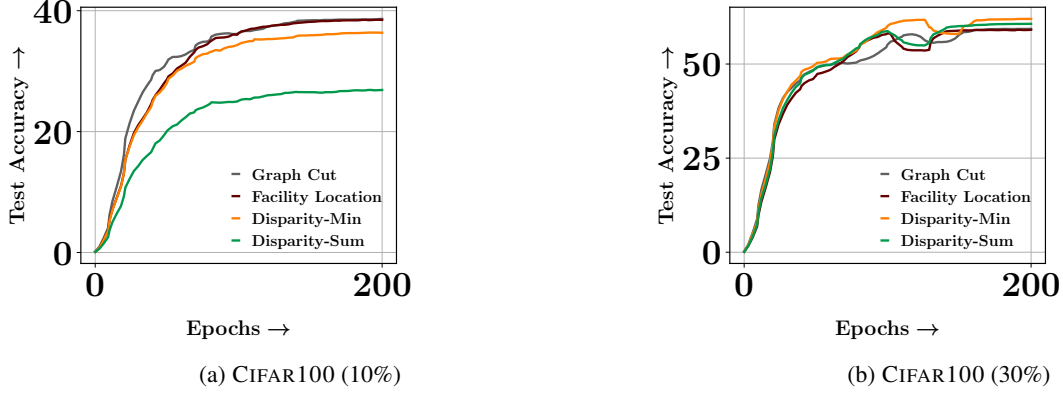 40
20
0
Test Accuracy →
Graph Cut
Facility Location
Disparity-Min
Disparity-Sum
0
200
Epochs →
(a) CIFAR100 (10%)
50
25
0
Test Accuracy →
Graph Cut
Facility Location
Disparity-Min
Disparity-Sum
0
200
Epochs →
(b) CIFAR100 (30%)